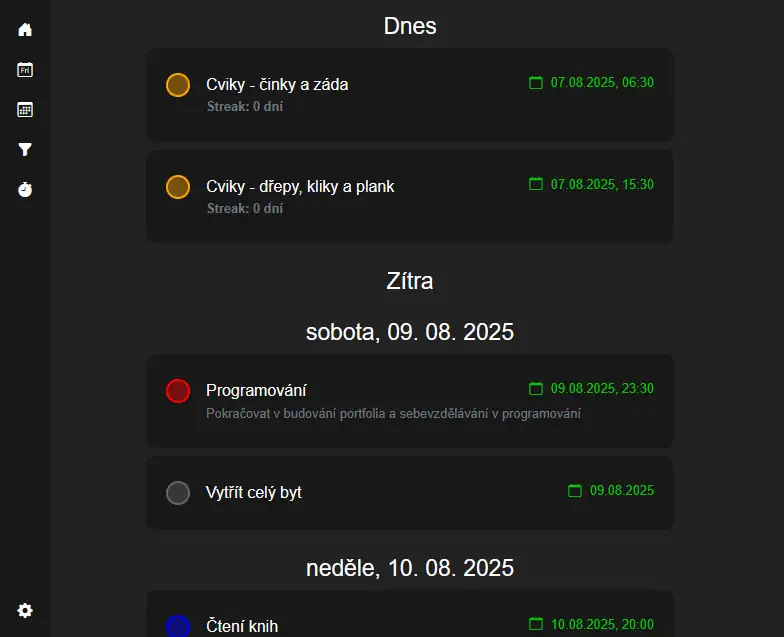 Dnes
Fri
Cviky - činky a záda
07.08.2025, 06:30
Streak: 0 dní
Cviky - dřepy, kliky a plank
07.08.2025, 15:30
Streak: 0 dní
Zítra
sobota, 09. 08. 2025
Programování
09.08.2025, 23:30
Pokračovat v budování portfolia a sebevzdělávání v programování
Vytřít celý byt
09.08.2025
neděle, 10. 08. 2025
Čtení knih
10.08.2025, 20:00